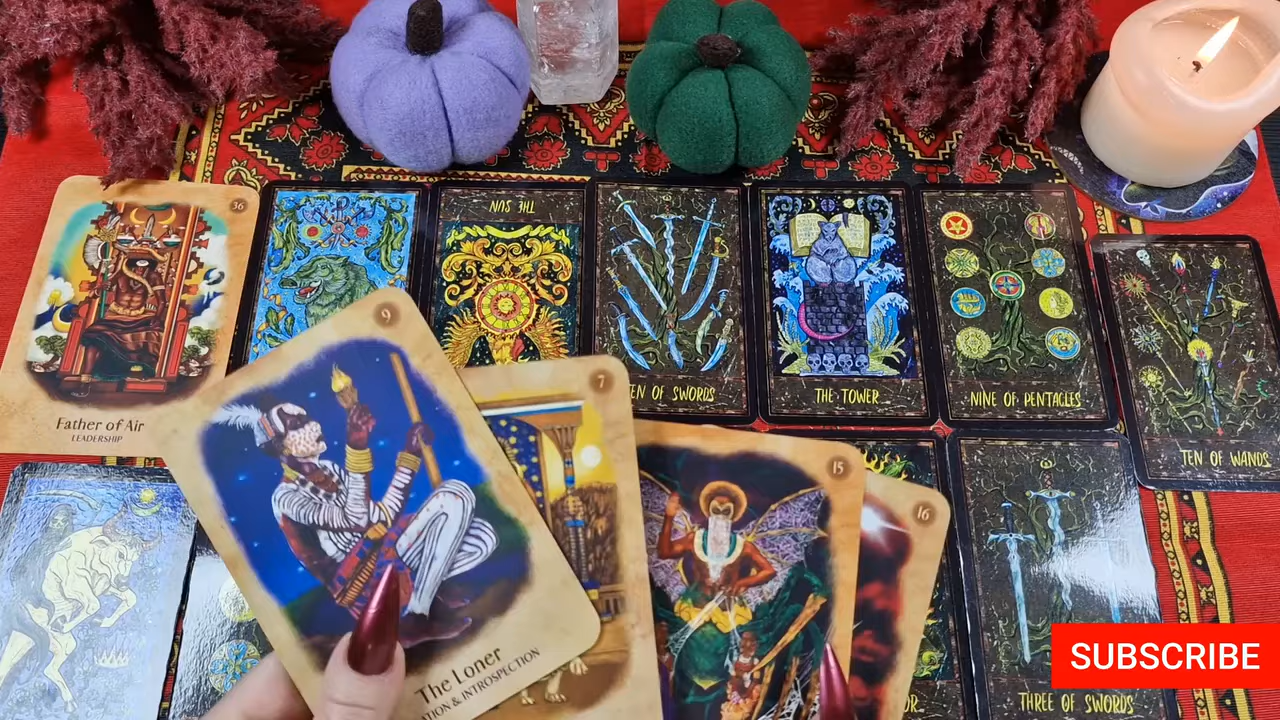 36
THE SUN
9
7
TEN OF SWORDS
THE TOWER
NINE OF PENTACLES
Father of Air
LEADERSHIP
TEN OF WANDS
15
16
The Loner
& INTROSPECTION
SUBSCRIBE
THREE OF SWORDS